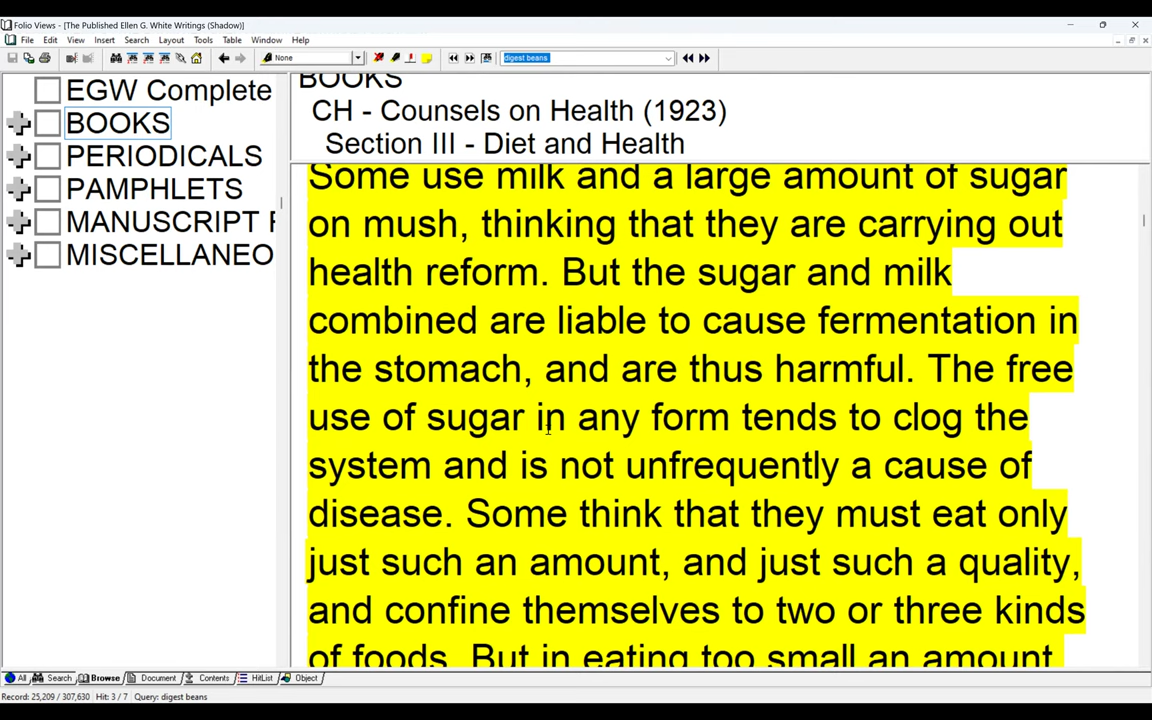 Folio Views - [The Published Ellen G. White Writings (Shadow)]
File Edit View Insert Search Layout Tools Table Window Help
None
digest beans
EGW Complete
BOOKS
PERIODICALS
PAMPHLETS
MANUSCRIPT
MISCELLANEO
BOOKS
CH - Counsels on Health (1923)
Section III - Diet and Health
Some use milk and a large amount of sugar
on mush, thinking that they are carrying out
health reform. But the sugar and milk
combined are liable to cause fermentation in
the stomach, and are thus harmful. The free
use of sugar in any form tends to clog the
system and is not unfrequently a cause of
disease. Some think that they must eat only
just such an amount, and just such a quality,
and confine themselves to two or three kinds
of foods. But in eating too small an amount
All Search Browse Document Contents HitList Object
Record: 25,209 / 307,630 Hit: 3 / 7 Query: digest beans